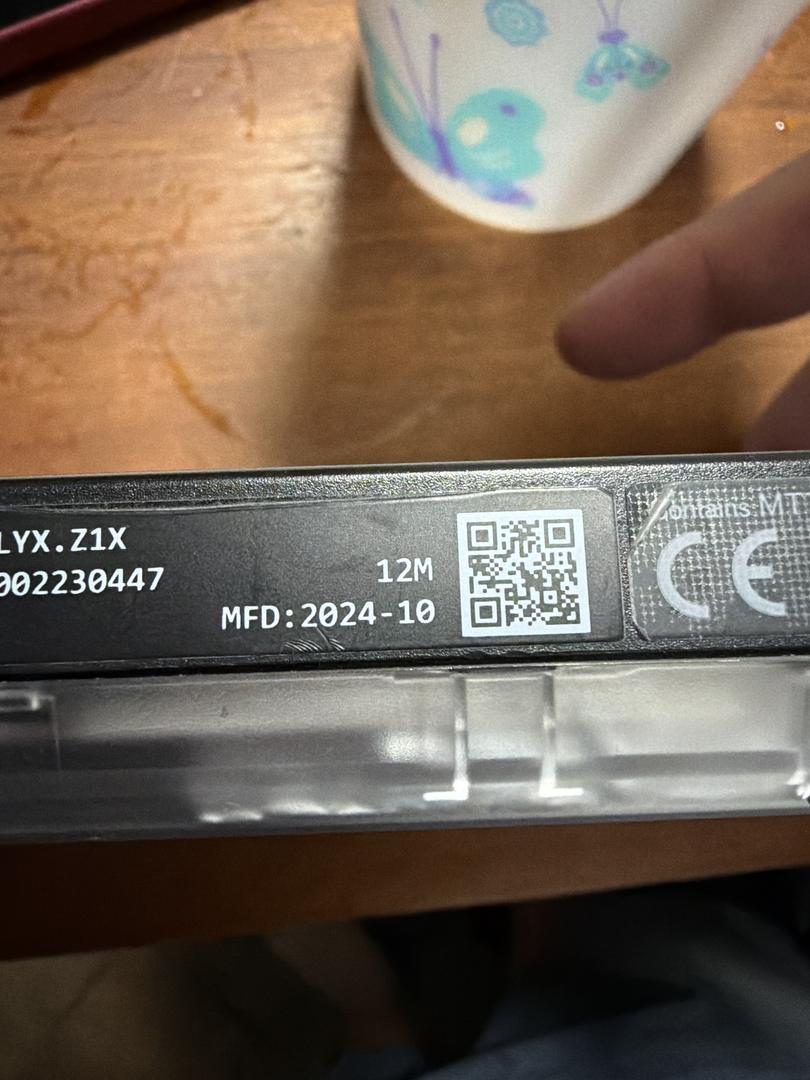 LYX.Z1X
002230447
12M
MFD:2024-10
Contains MT
CE